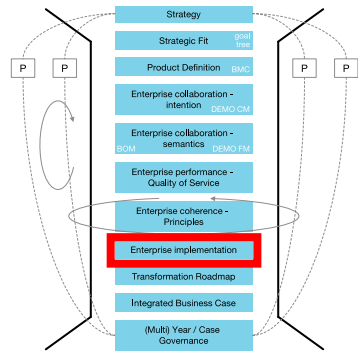 Strategy
Strategic Fit
goal
tree
P
P
Product Definition
BMC
P
P
Enterprise collaboration -
intention
DEMO CM
Enterprise collaboration -
semantics
BOM
DEMO FM
Enterprise performance -
Quality of Service
Enterprise coherence -
Principles
Enterprise implementation
Transformation Roadmap
Integrated Business Case
(Multi) Year / Case
Governance